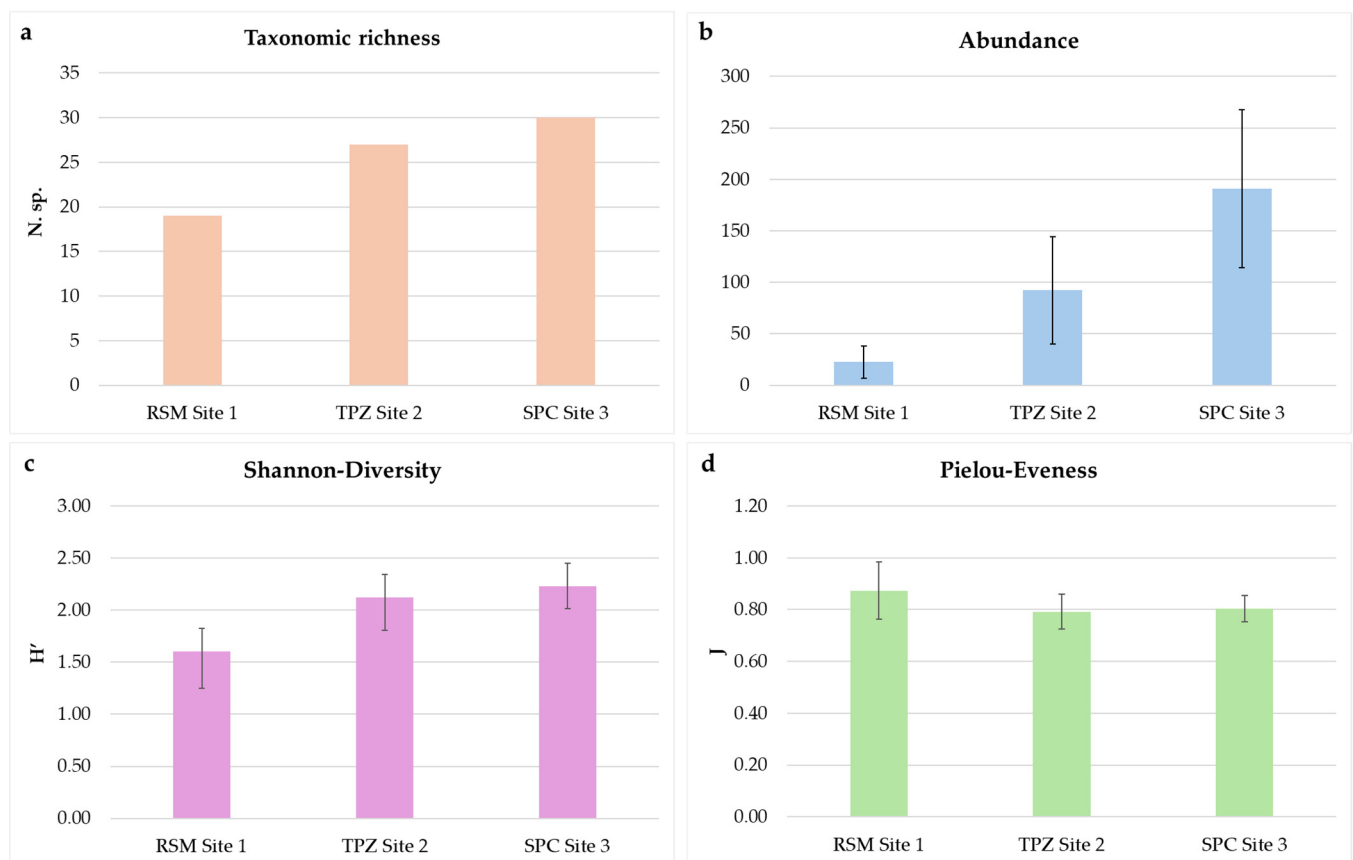 a
Taxonomic richness
N. sp.
35
30
25
20
15
10
5
0
RSM Site 1
TPZ Site 2
SPC Site 3
b
Abundance
300
250
200
150
100
50
0
RSM Site 1
TPZ Site 2
SPC Site 3
c
Shannon-Diversity
H′
3.00
2.50
2.00
1.50
1.00
0.50
0.00
RSM Site 1
TPZ Site 2
SPC Site 3
d
Pielou-Eveness
J
1.20
1.00
0.80
0.60
0.40
0.20
0.00
RSM Site 1
TPZ Site 2
SPC Site 3